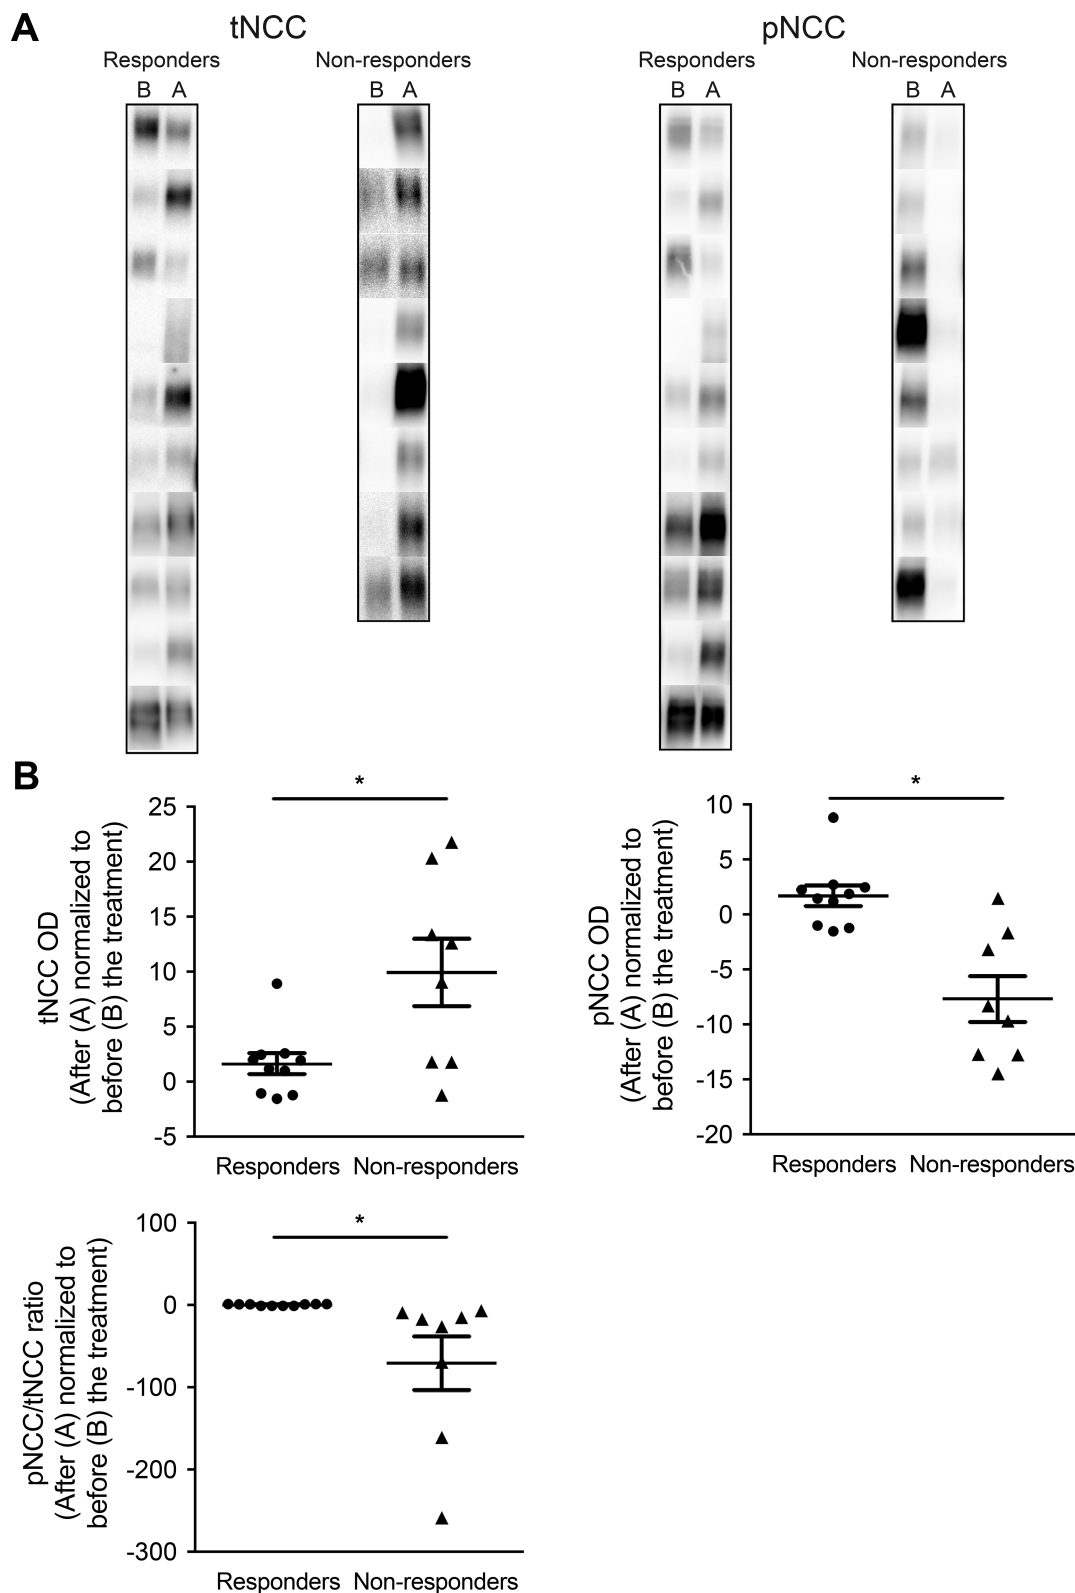 A
tNCC
pNCC
Responders
Non-responders
Responders
Non-responders
B A
B A
B A
B A
B
*
25
20
15
10
5
0
-5
tNCC OD
(After (A) normalized to
before (B) the treatment)
Responders
Non-responders
*
10
5
0
-5
-10
-15
-20
pNCC OD
(After (A) normalized to
before (B) the treatment)
Responders
Non-responders
*
100
0
-100
-200
-300
pNCC/tNCC ratio
(After (A) normalized to
before (B) the treatment)
Responders
Non-responders